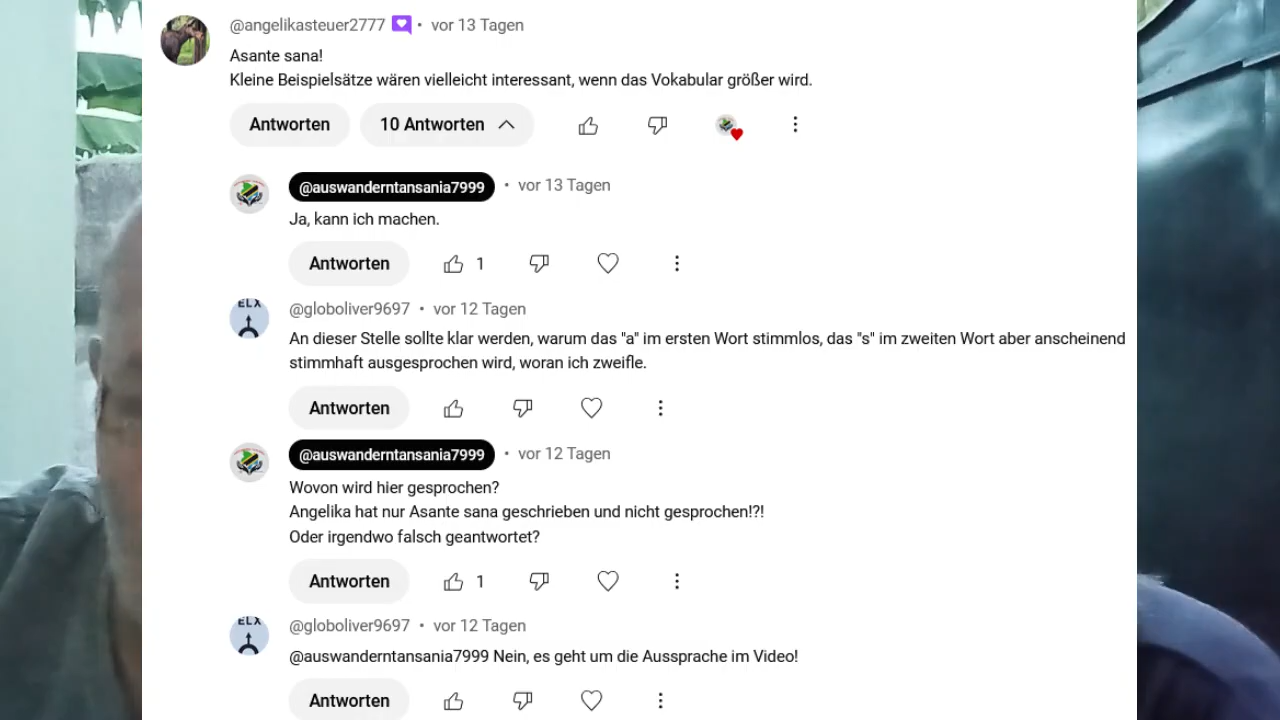 @angelikasteuer2777 • vor 13 Tagen
Asante sana!
Kleine Beispielsätze wären vielleicht interessant, wenn das Vokabular größer wird.
Antworten 10 Antworten
@auswanderntansania7999 • vor 13 Tagen
Ja, kann ich machen.
Antworten 1
ELX
@globoliver9697 • vor 12 Tagen
An dieser Stelle sollte klar werden, warum das "a" im ersten Wort stimmlos, das "s" im zweiten Wort aber anscheinend
stimmhaft ausgesprochen wird, woran ich zweifle.
Antworten
@auswanderntansania7999 • vor 12 Tagen
Wovon wird hier gesprochen?
Angelika hat nur Asante sana geschrieben und nicht gesprochen!?!
Oder irgendwo falsch geantwortet?
Antworten 1
ELX
@globoliver9697 • vor 12 Tagen
@auswanderntansania7999 Nein, es geht um die Aussprache im Video!
Antworten